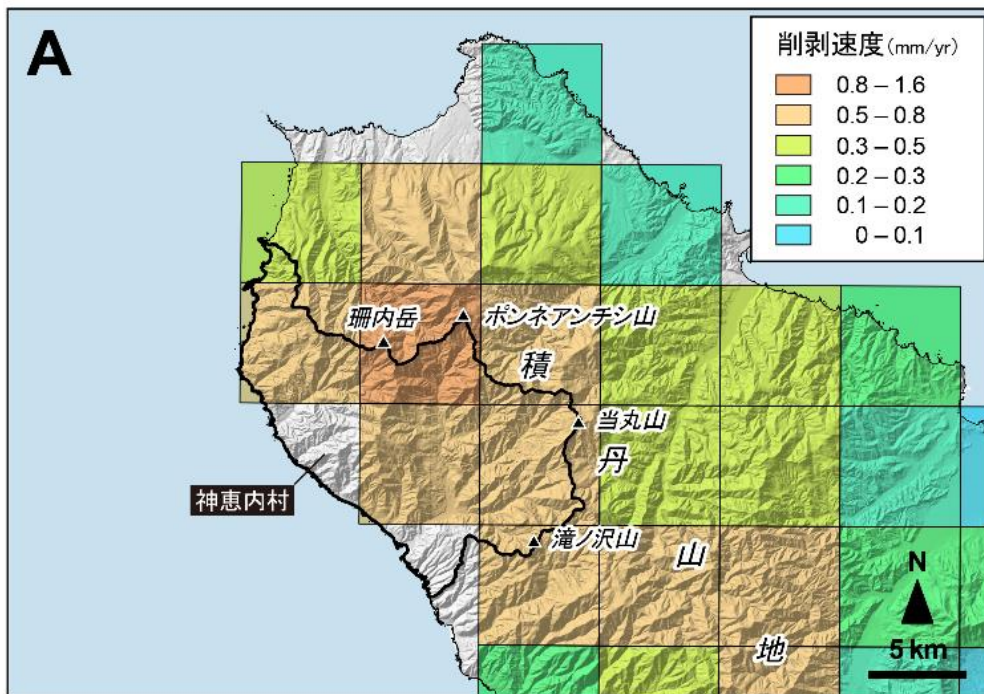 A
削剥速度(mm/yr)
0.8 – 1.6
0.5 – 0.8
0.3 – 0.5
0.2 – 0.3
0.1 – 0.2
0 – 0.1
珊内岳
ポンネアンチシ山
積
当丸山
丹
神恵内村
滝ノ沢山
山
地
N
5 km